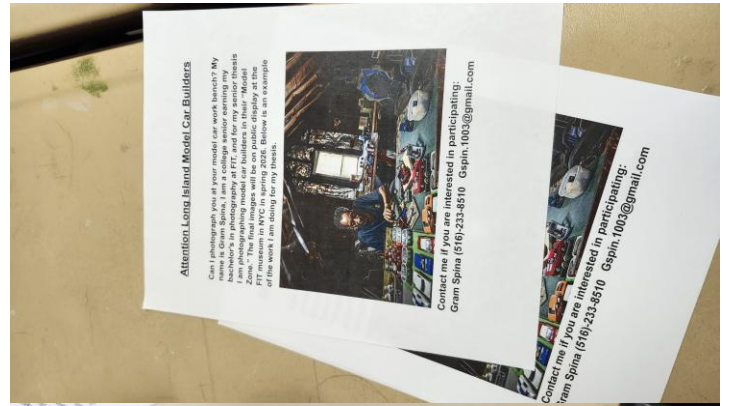 Attention Long Island Model Car Builders
Can I photograph you at your model car work bench? My
name is Gram Spina, I am a college senior earning my
bachelor's in photography at FIT, and for my senior thesis
I am photographing model car builders in their "Model
Zone." The final images will be on public display at the
FIT museum in NYC in spring 2026. Below is an example
of the work I am doing for my thesis.
Contact me if you are interested in participating:
Gram Spina (516)-233-8510 Gspin.1003@gmail.com
Contact me if you are interested in participating:
Gram Spina (516)-233-8510 Gspin.1003@gmail.com